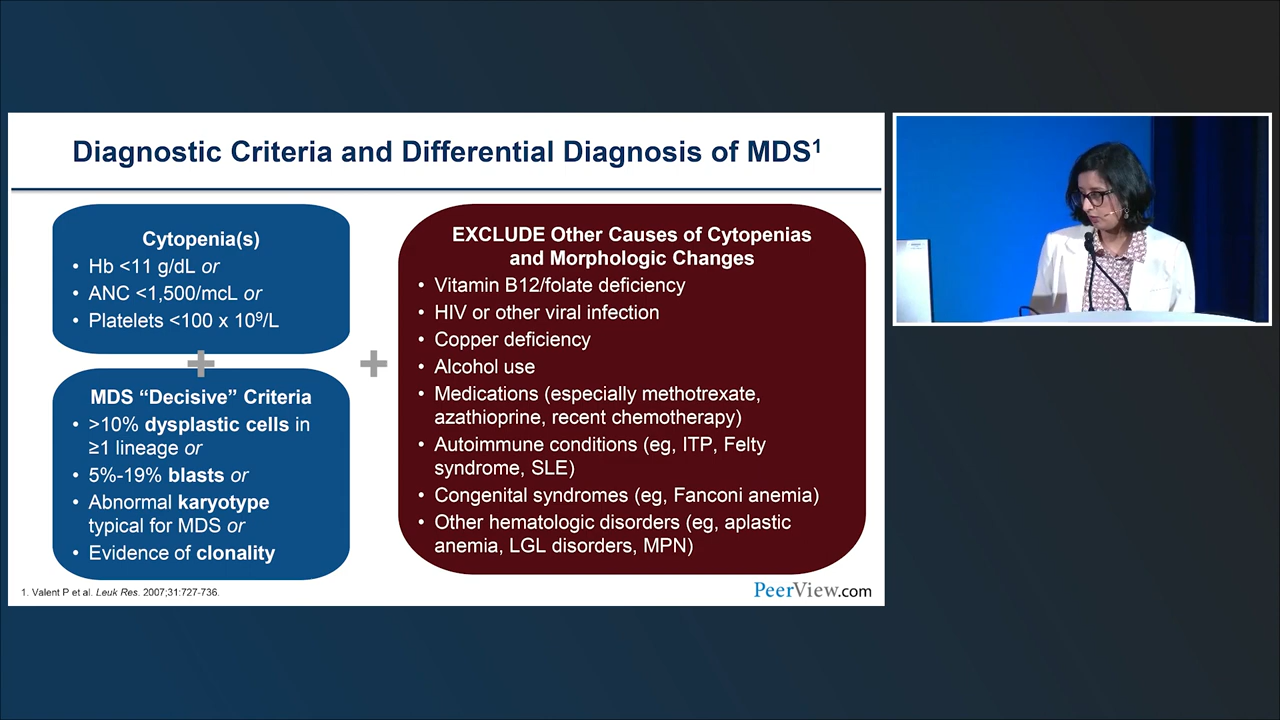 Diagnostic Criteria and Differential Diagnosis of MDS¹
Cytopenia(s)
• Hb <11 g/dL or
• ANC <1,500/mcL or
• Platelets <100 x 10⁹/L
+
MDS “Decisive” Criteria
• >10% dysplastic cells in
≥1 lineage or
• 5%-19% blasts or
• Abnormal karyotype
typical for MDS or
• Evidence of clonality
+
EXCLUDE Other Causes of Cytopenias
and Morphologic Changes
• Vitamin B12/folate deficiency
• HIV or other viral infection
• Copper deficiency
• Alcohol use
• Medications (especially methotrexate,
azathioprine, recent chemotherapy)
• Autoimmune conditions (eg, ITP, Felty
syndrome, SLE)
• Congenital syndromes (eg, Fanconi anemia)
• Other hematologic disorders (eg, aplastic
anemia, LGL disorders, MPN)
1. Valent P et al. Leuk Res. 2007;31:727-736.
PeerView.com